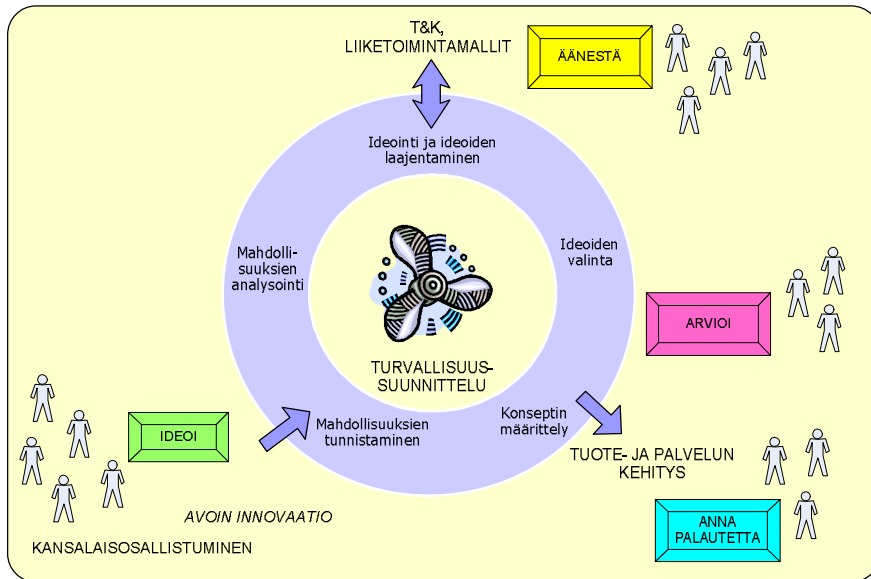 T&K,
LIIKETOIMINTAMALLIT
ÄÄNESTÄ
Ideointi ja ideoiden
laajentaminen
Mahdolli-
suuksien
analysointi
Ideoiden
valinta
ARVIOI
TURVALLISUUS-
SUUNNITTELU
IDEOI
Mahdollisuuksien
tunnistaminen
Konseptin
määrittely
TUOTE- JA PALVELUN
KEHITYS
AVOIN INNOVAATIO
ANNA
PALAUTETTA
KANSALAISOSALLISTUMINEN